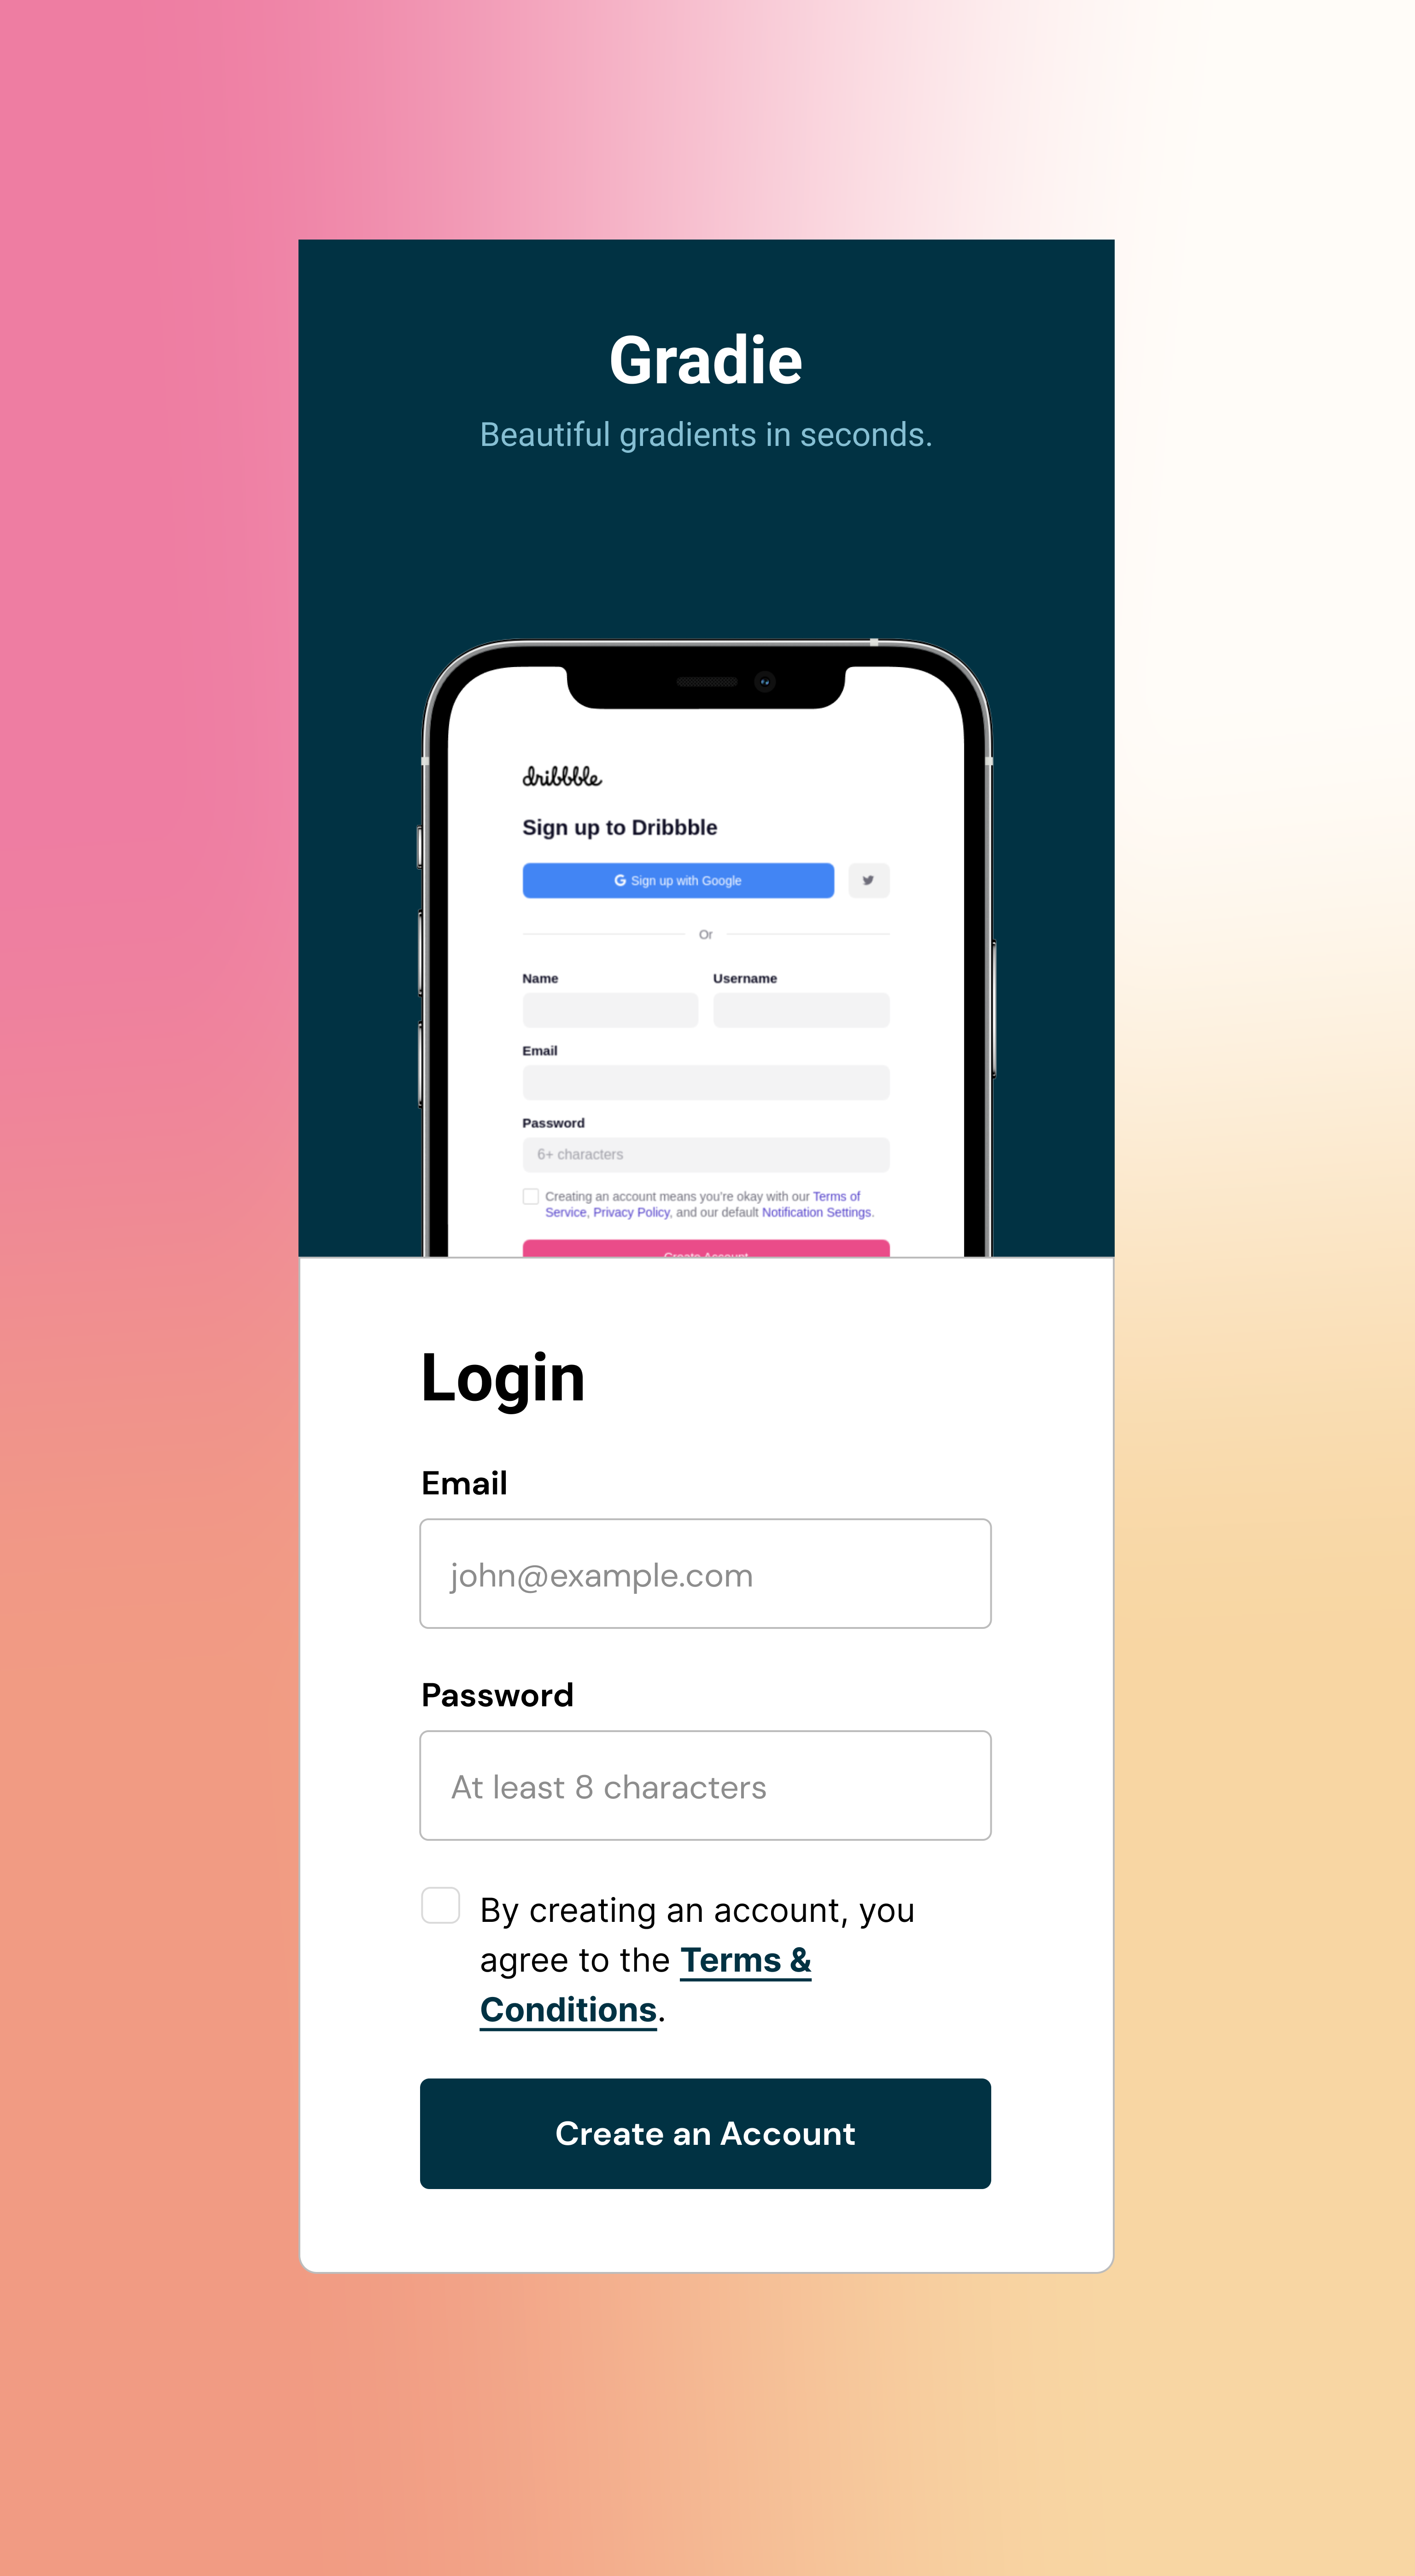 Gradie
Beautiful gradients in seconds.
dribbble
Sign up to Dribbble
G Sign up with Google
Or
Name Username
Email
Password
6+ characters
Creating an account means you're okay with our Terms of
Service, Privacy Policy, and our default Notification Settings.
Create Account
Login
Email
john@example.com
Password
At least 8 characters
By creating an account, you
agree to the Terms &
Conditions.
Create an Account